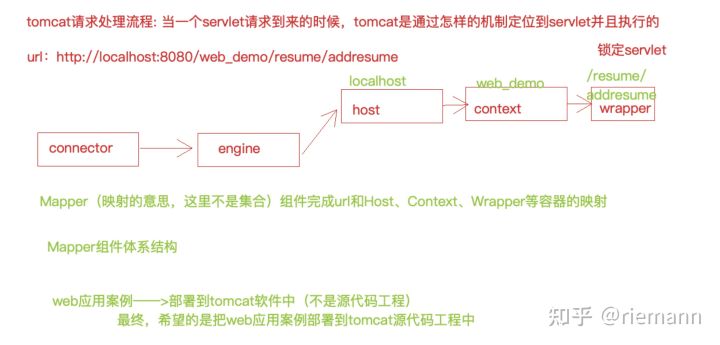 tomcat请求处理流程: 当一个servlet请求到来的时候，tomcat是通过怎样的机制定位到servlet并且执行的
url：http://localhost:8080/web_demo/resume/addresume
锁定servlet
localhost
web_demo
/resume/
addresume
host
context
wrapper
connector
engine
Mapper（映射的意思，这里不是集合）组件完成url和Host、Context、Wrapper等容器的映射
Mapper组件体系结构
web应用案例——>部署到tomcat软件中（不是源代码工程）
最终，希望的是把web应用案例部署到tomcat源代码工程中
知乎 @riemann